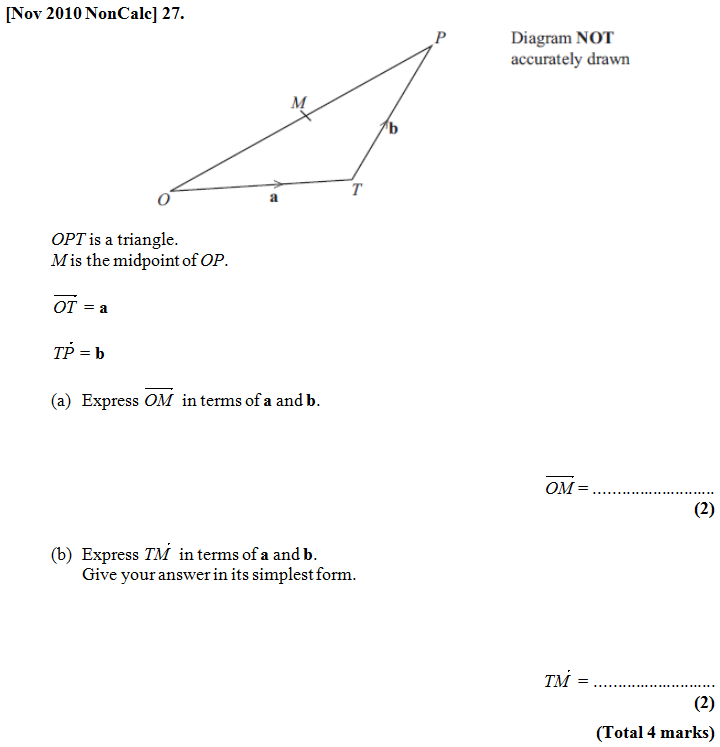 [Nov 2010 NonCalc] 27.
P
Diagram NOT
accurately drawn
M
b
O
a
T
OPT is a triangle.
M is the midpoint of OP.
OT = a
TP = b
(a) Express OM in terms of a and b.
OM = ............................
(2)
(b) Express TM in terms of a and b.
Give your answer in its simplest form.
TM = ............................
(2)
(Total 4 marks)